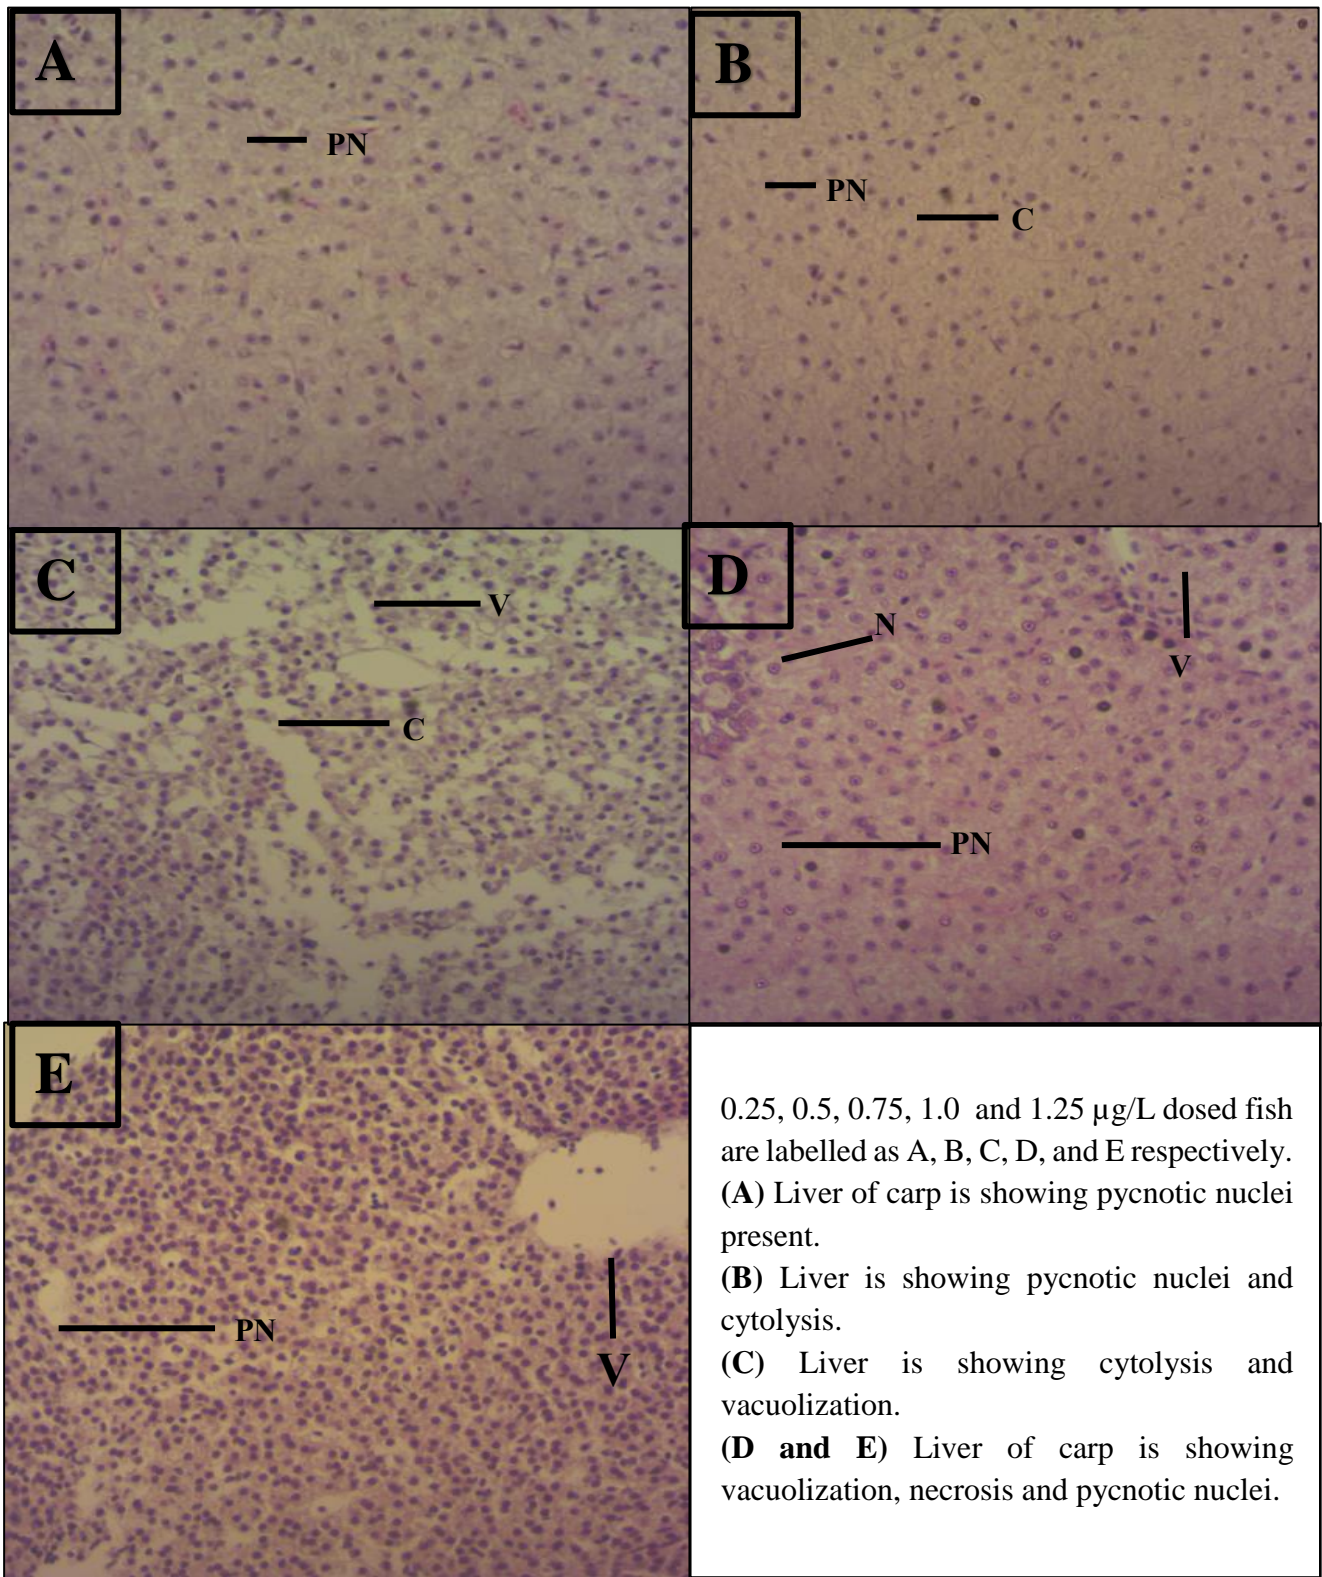 A
PN
B
PN
C
C
V
C
D
N
V
PN
E
PN
V
0.25, 0.5, 0.75, 1.0 and 1.25 µg/L dosed fish
are labelled as A, B, C, D, and E respectively.
(A) Liver of carp is showing pycnotic nuclei
present.
(B) Liver is showing pycnotic nuclei and
cytolysis.
(C) Liver is showing cytolysis and
vacuolization.
(D and E) Liver of carp is showing
vacuolization, necrosis and pycnotic nuclei.